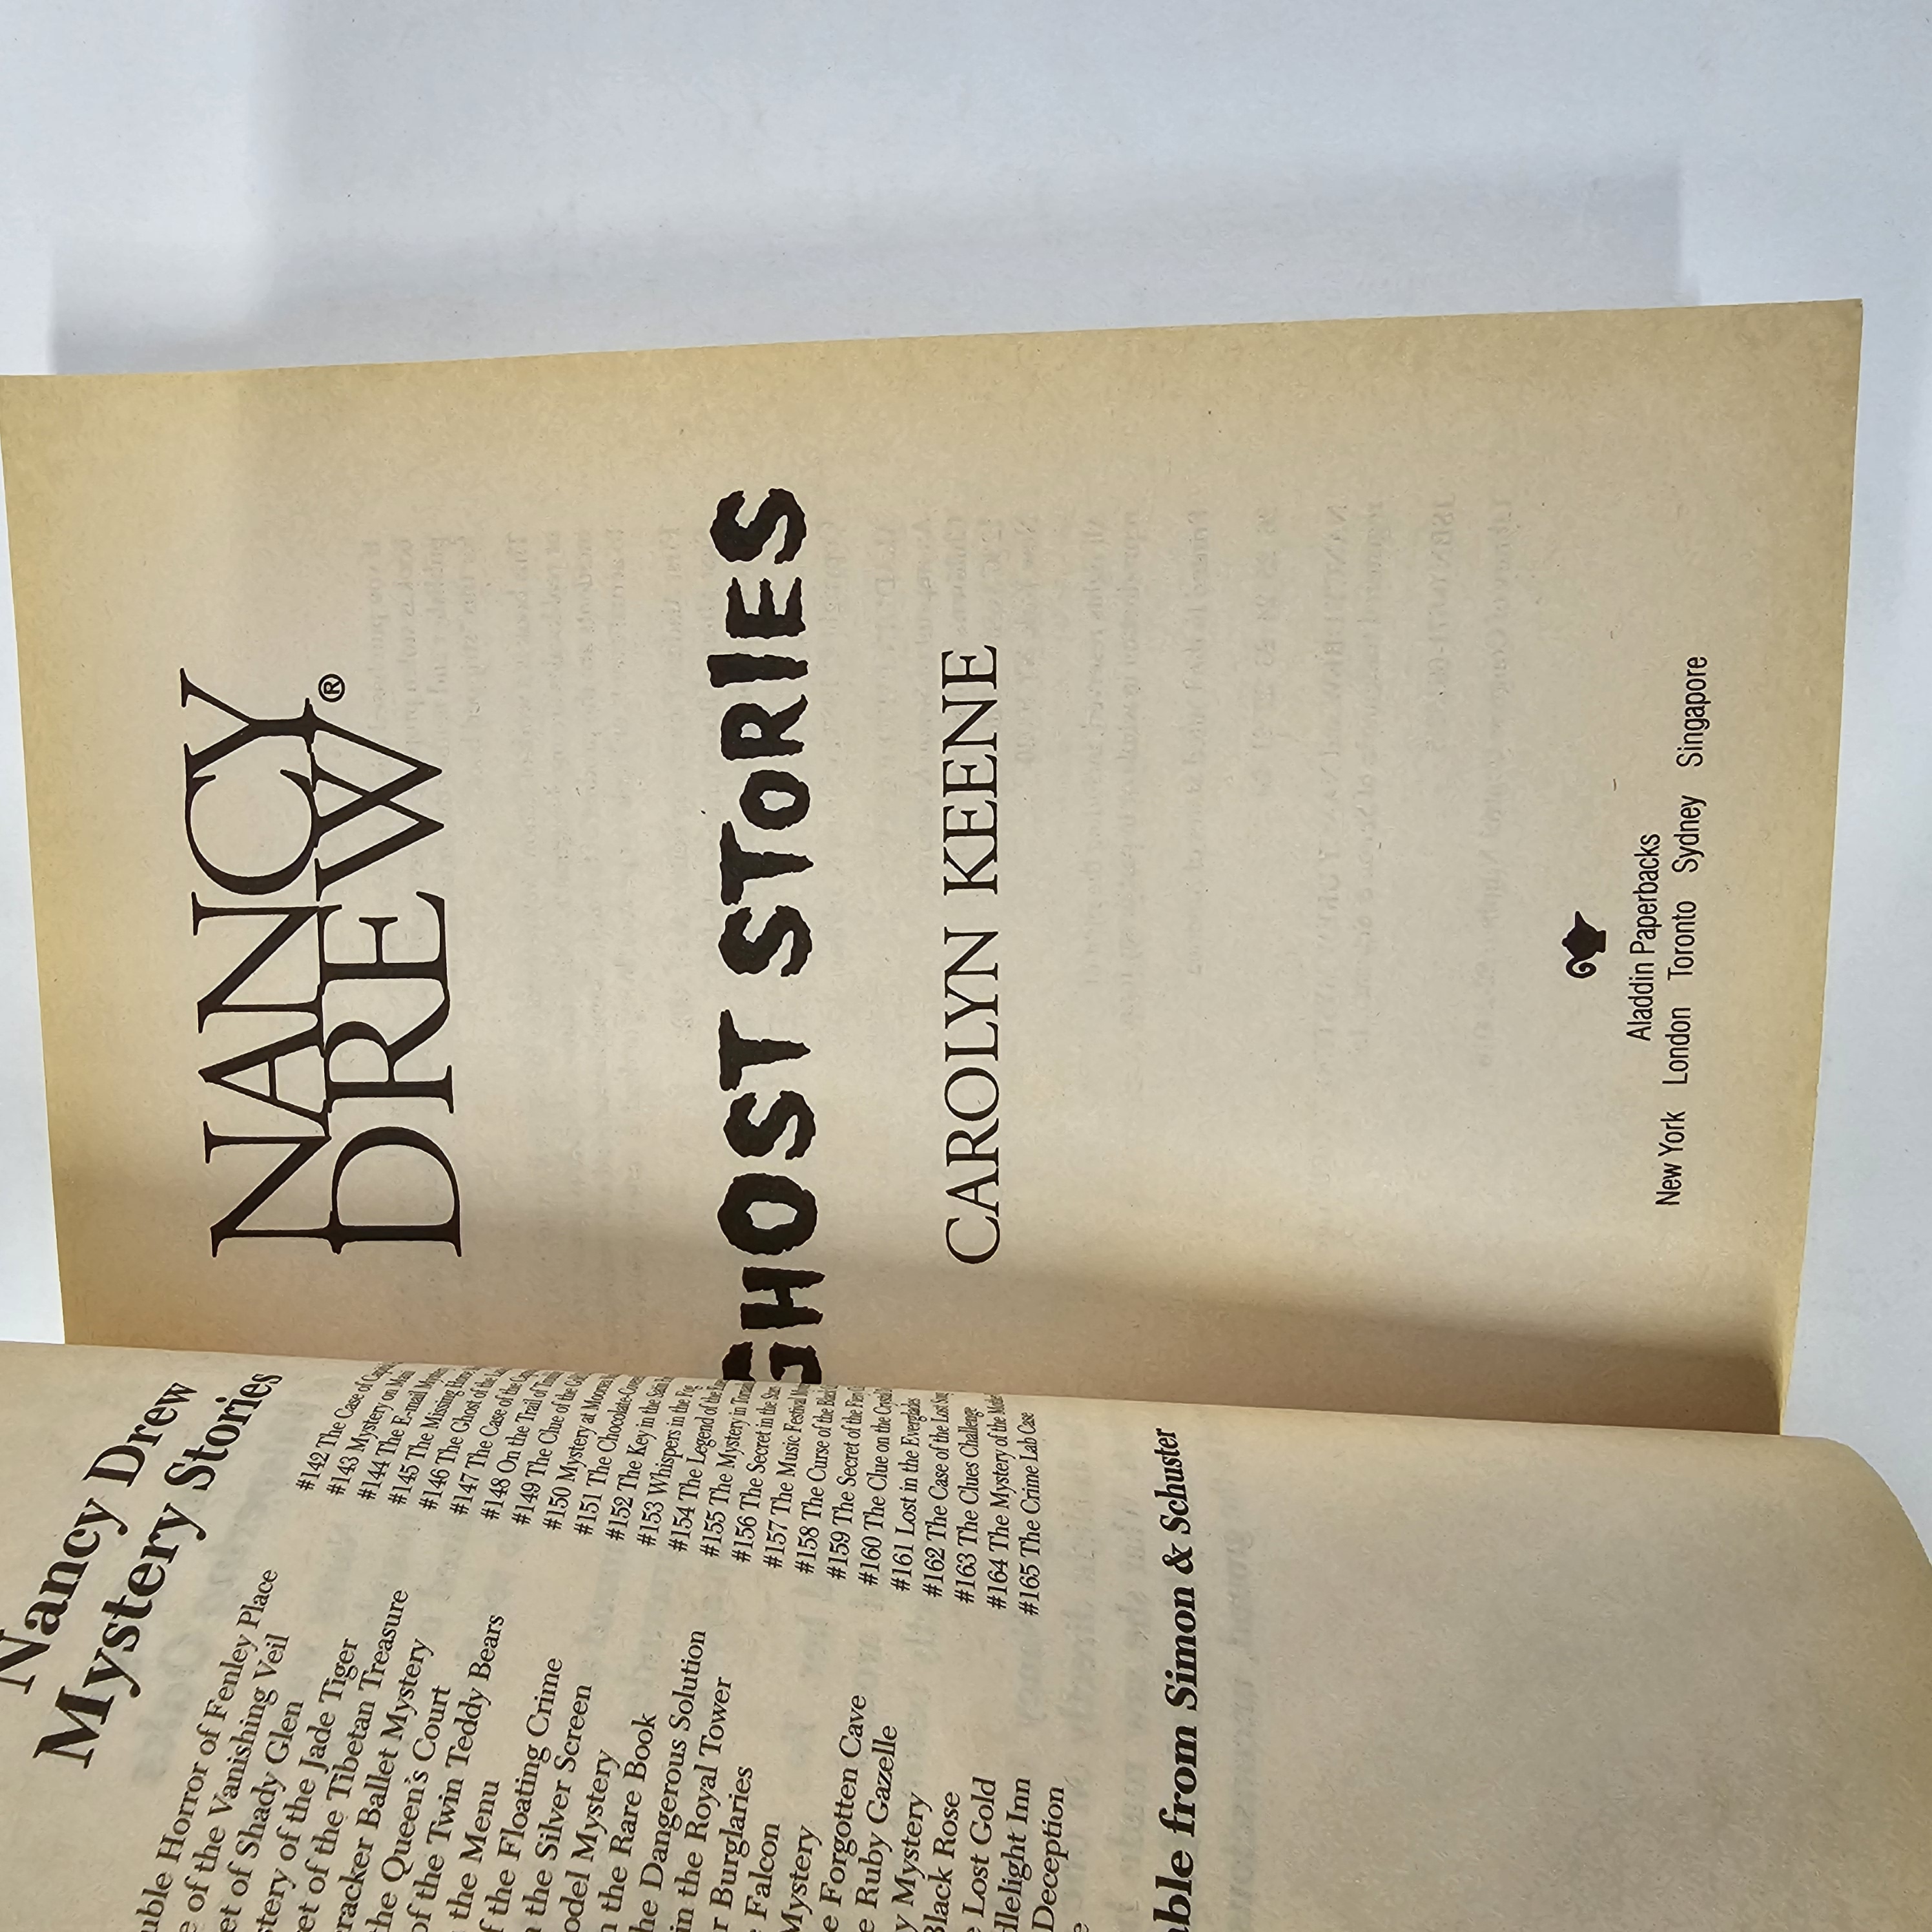 Nancy Drew
Mystery Stories
uble Horror of Fenley Place
e of the Vanishing Veil
et of Shady Glen
stery of the Jade Tiger
et of the Tibetan Treasure
racker Ballet Mystery
the Queen's Court
of the Twin Teddy Bears
the Menu
f the Floating Crime
n the Silver Screen
odel Mystery
n the Rare Book
he Dangerous Solution
in the Royal Tower
r Burglaries
e Falcon
Mystery
e Forgotten Cave
e Ruby Gazelle
y Mystery
Black Rose
e Lost Gold
dlelight Inn
Deception
e
#142 The Case of
#143 Mystery on
#144 The E-mail
#145 The Missing Horse
#146 The Ghost of the
#147 The Case of the
#148 On the Trail of
#149 The Clue of the
#150 Mystery at Moorsea
#151 The Chocolate-Cove
#152 The Key in the Satin
#153 Whispers in the Fog
#154 The Legend of the
#155 The Mystery in
#156 The Secret in the Stars
#157 The Music Festival
#158 The Curse of the Black
#159 The Secret of the Fiery
#160 The Clue on the Crystal
#161 Lost in the Everglades
#162 The Case of the Lost
#163 The Clues Challenge
#164 The Mystery of the
#165 The Crime Lab Case
able from Simon & Schuster
NANCY
DREW®
GHOST STORIES
CAROLYN KEENE
Aladdin Paperbacks
New York London Toronto Sydney Singapore